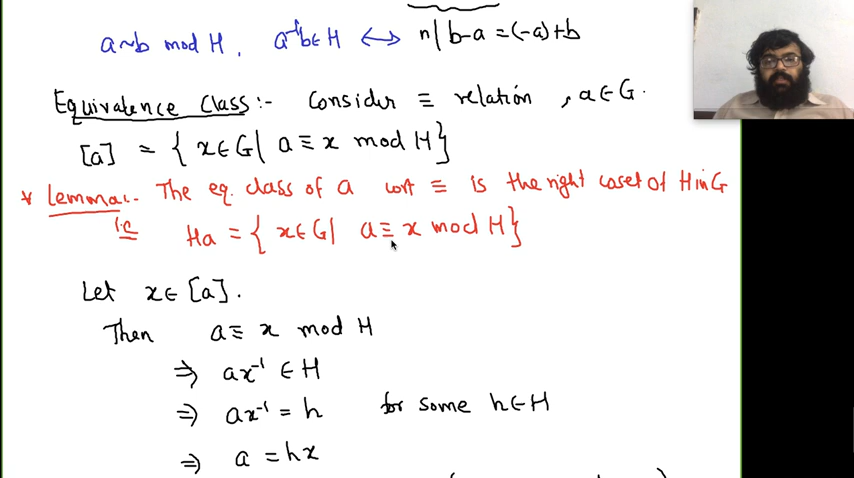 a~b mod H, a⁻¹b∈H ↔ n| b-a = (-a)+b
Equivalence Class:- Consider ≡ relation, a∈G.
[a] = { x∈G| a ≡ x mod H}
* Lemma:- The eq. class of a wrt ≡ is the right coset of H in G
i.e Ha = { x∈G| a ≡ x mod H}
Let x∈[a].
Then a ≡ x mod H
⇒ ax⁻¹ ∈ H
⇒ ax⁻¹ = h for some h∈H
⇒ a = hx